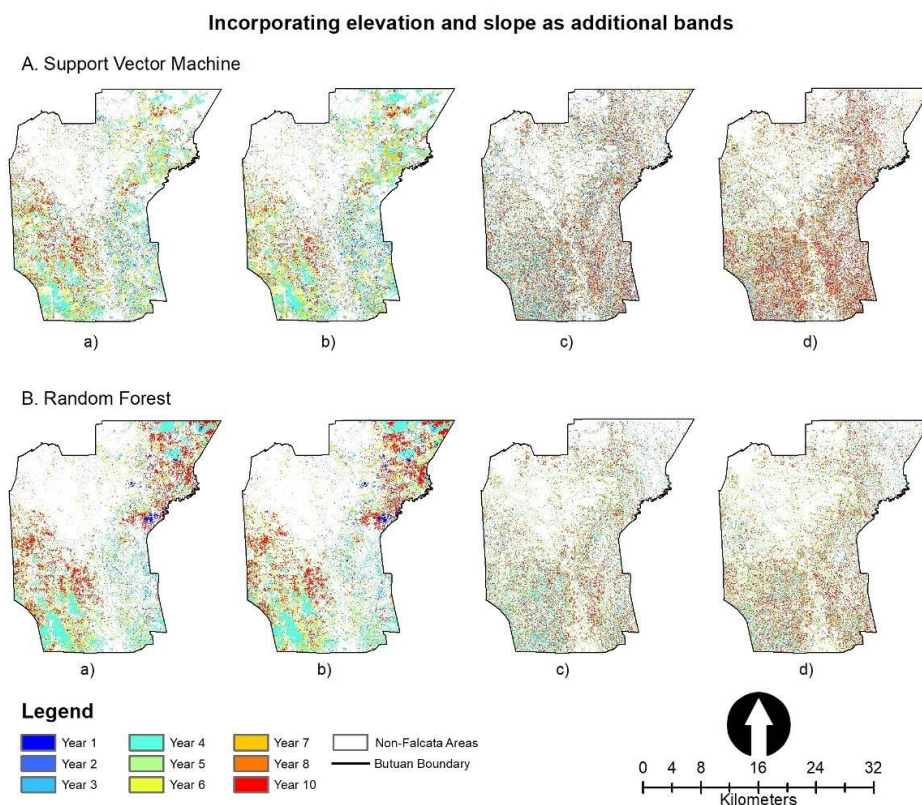 Incorporating elevation and slope as additional bands
A. Support Vector Machine
a) b) c) d)
B. Random Forest
a) b) c) d)
Legend
Year 1 Year 4 Year 7 Non-Falcata Areas
Year 2 Year 5 Year 8 Butuan Boundary
Year 3 Year 6 Year 10
0 4 8 16 24 32
Kilometers